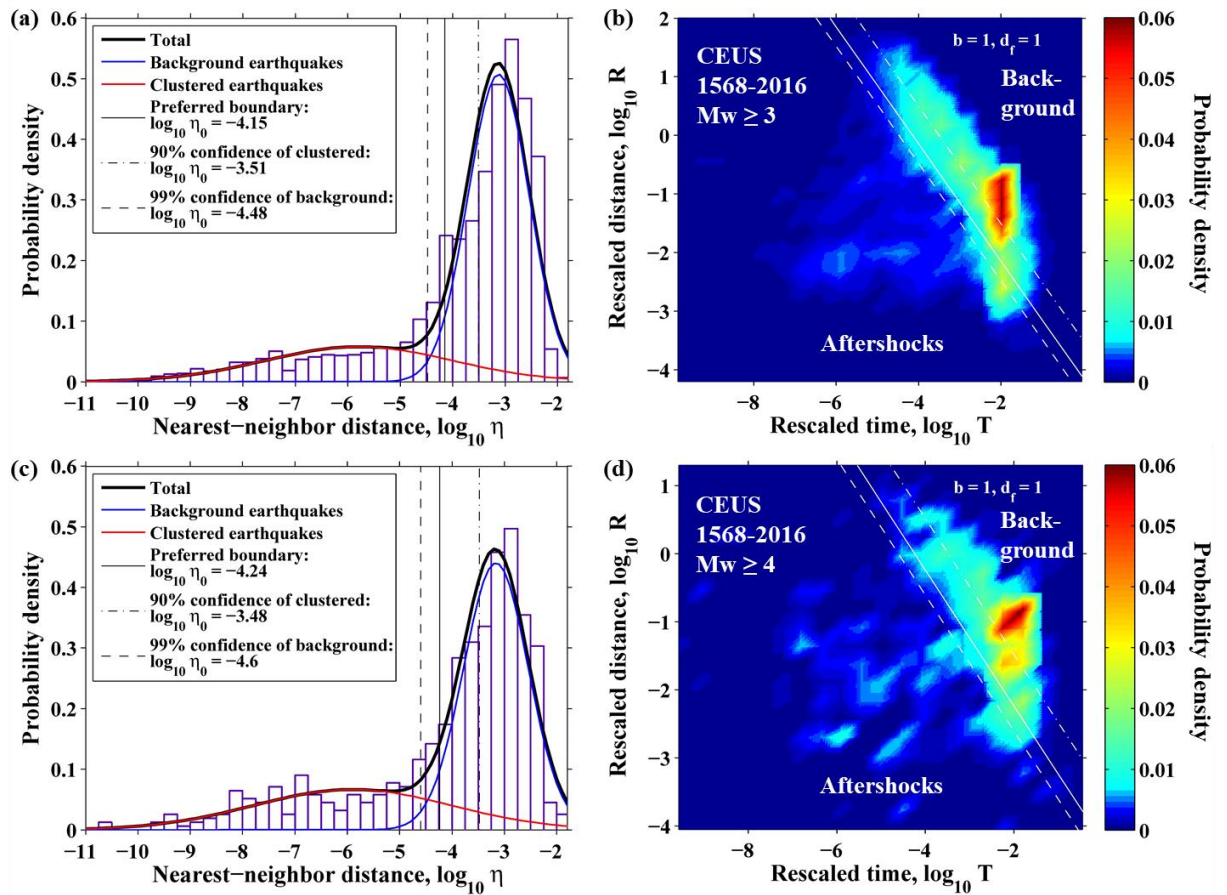 (a)
Total
Background earthquakes
Clustered earthquakes
Preferred boundary:
log10 η0 = −4.15
90% confidence of clustered:
log10 η0 = −3.51
99% confidence of background:
log10 η0 = −4.48
0.6
0.5
0.4
0.3
0.2
0.1
0
Probability density
−11 −10 −9 −8 −7 −6 −5 −4 −3 −2
Nearest−neighbor distance, log10 η
(b)
CEUS
1568-2016
Mw ≥ 3
b = 1, df = 1
Back-
ground
Aftershocks
2
1
0
−1
−2
−3
−4
Rescaled distance, log10 R
−8 −6 −4 −2
Rescaled time, log10 T
0.06
0.05
0.04
0.03
0.02
0.01
0
Probability density
(c)
Total
Background earthquakes
Clustered earthquakes
Preferred boundary:
log10 η0 = −4.24
90% confidence of clustered:
log10 η0 = −3.48
99% confidence of background:
log10 η0 = −4.6
0.6
0.5
0.4
0.3
0.2
0.1
0
Probability density
−11 −10 −9 −8 −7 −6 −5 −4 −3 −2
Nearest−neighbor distance, log10 η
(d)
CEUS
1568-2016
Mw ≥ 4
b = 1, df = 1
Back-
ground
Aftershocks
1
0
−1
−2
−3
−4
Rescaled distance, log10 R
−8 −6 −4 −2
Rescaled time, log10 T
0.06
0.05
0.04
0.03
0.02
0.01
0
Probability density